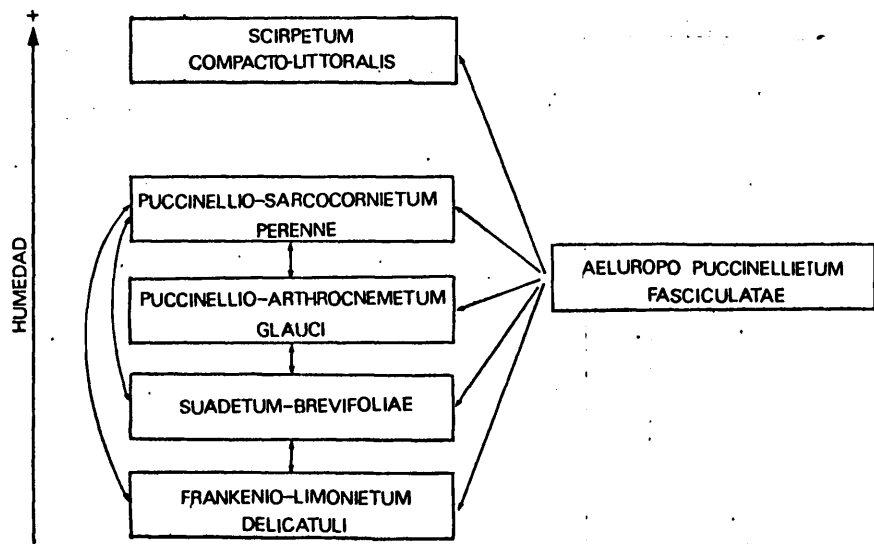 +
HUMEDAD
SCIRPETUM
COMPACTO-LITTORALIS
PUCCINELLIO-SARCOCORNIETUM
PERENNE
PUCCINELLIO-ARTHROCNEMETUM
GLAUCI
SUADETUM-BREVIFOLIAE
FRANKENIO-LIMONIETUM
DELICATULI
AELUROPO PUCCINELLIETUM
FASCICULATAE